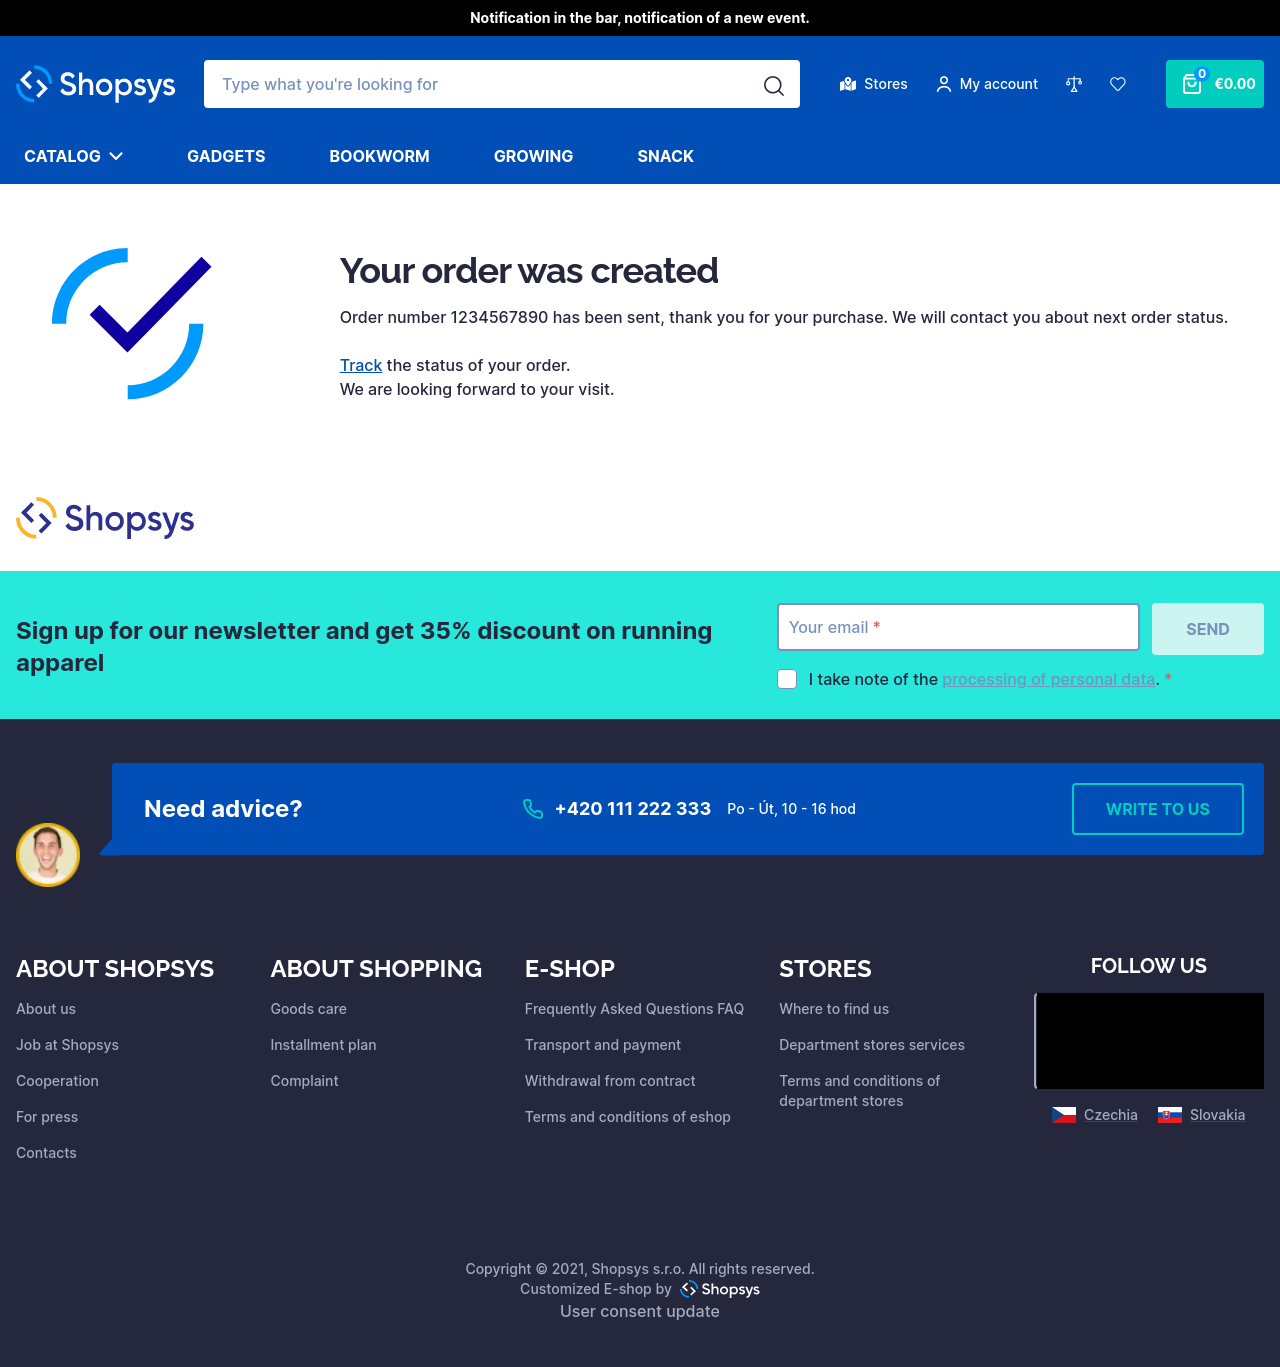 Notification in the bar, notification of a new event.
Shopsys
Type what you're looking for
Stores
My account
0
€0.00
CATALOG
GADGETS
BOOKWORM
GROWING
SNACK
Your order was created
Order number 1234567890 has been sent, thank you for your purchase. We will contact you about next order status.
Track the status of your order.
We are looking forward to your visit.
Shopsys
Sign up for our newsletter and get 35% discount on running
apparel
Your email *
SEND
I take note of the processing of personal data. *
Need advice?
+420 111 222 333
Po - Út, 10 - 16 hod
WRITE TO US
ABOUT SHOPSYS
About us
Job at Shopsys
Cooperation
For press
Contacts
ABOUT SHOPPING
Goods care
Installment plan
Complaint
E-SHOP
Frequently Asked Questions FAQ
Transport and payment
Withdrawal from contract
Terms and conditions of eshop
STORES
Where to find us
Department stores services
Terms and conditions of
department stores
FOLLOW US
Czechia
Slovakia
Copyright © 2021, Shopsys s.r.o. All rights reserved.
Customized E-shop by Shopsys
User consent update